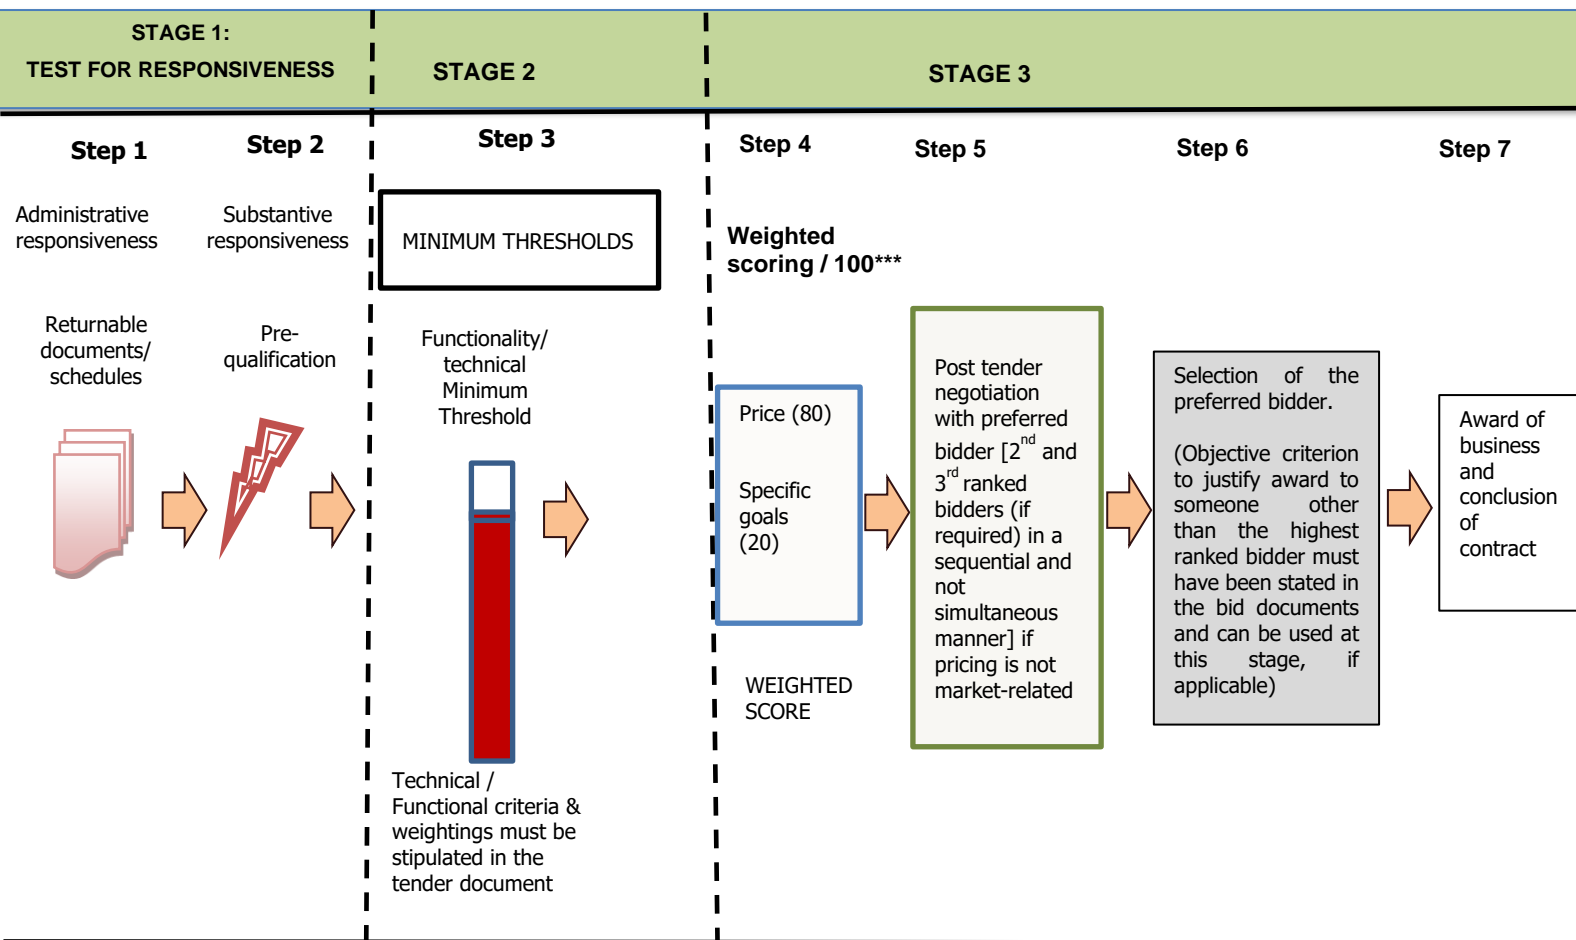 STAGE 1:
TEST FOR RESPONSIVENESS
STAGE 2
STAGE 3
Step 1
Step 2
Step 3
Step 4
Step 5
Step 6
Step 7
Administrative
responsiveness
Substantive
responsiveness
MINIMUM THRESHOLDS
Weighted
scoring / 100***
Returnable
documents/
schedules
Pre-
qualification
Functionality/
technical
Minimum
Threshold
Technical /
Functional criteria &
weightings must be
stipulated in the
tender document
Price (80)
Specific
goals
(20)
WEIGHTED
SCORE
Post tender
negotiation
with preferred
bidder [2nd and
3rd ranked
bidders (if
required) in a
sequential and
not
simultaneous
manner] if
pricing is not
market-related
Selection of the
preferred bidder.
(Objective criterion
to justify award to
someone other
than the highest
ranked bidder must
have been stated in
the bid documents
and can be used at
this stage, if
applicable)
Award of
business
and
conclusion
of
contract